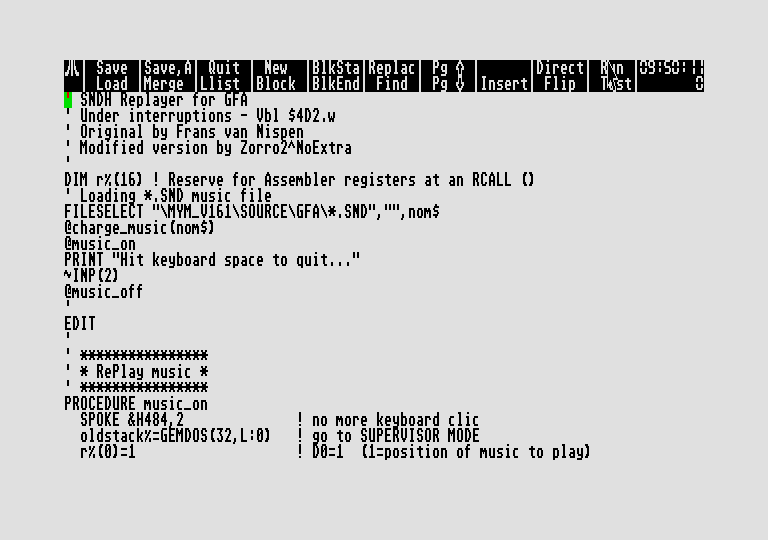 Save Save,A Quit New BlkSta Replac Pg ⇧ Direct Run 09:50:11
Load Merge Llist Block BlkEnd Find Pg ⇩ Insert Flip Test 0
' SNDH Replayer for GFA
' Under interruptions - Vbl $4D2.w
' Original by Frans van Nispen
' Modified version by Zorro2^NoExtra
'
DIM r%(16) ! Reserve for Assembler registers at an RCALL ()
' Loading *.SND music file
FILESELECT "\MYM_V161\SOURCE\GFA\*.SND","",nom$
@charge_music(nom$)
@music_on
PRINT "Hit keyboard space to quit..."
~INP(2)
@music_off
'
EDIT
'
' ****************
' * RePlay music *
' ****************
PROCEDURE music_on
  SPOKE &H484,2              ! no more keyboard clic
  oldstack%=GEMDOS(32,L:0)   ! go to SUPERVISOR MODE
  r%(0)=1                    ! D0=1  (1=position of music to play)